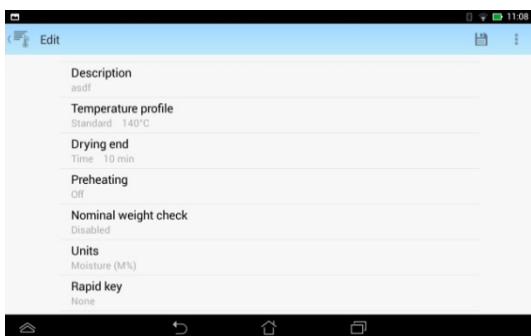 11:08
Edit
Description
asdf
Temperature profile
Standard 140°C
Drying end
Time 10 min
Preheating
Off
Nominal weight check
Disabled
Units
Moisture (M%)
Rapid key
None